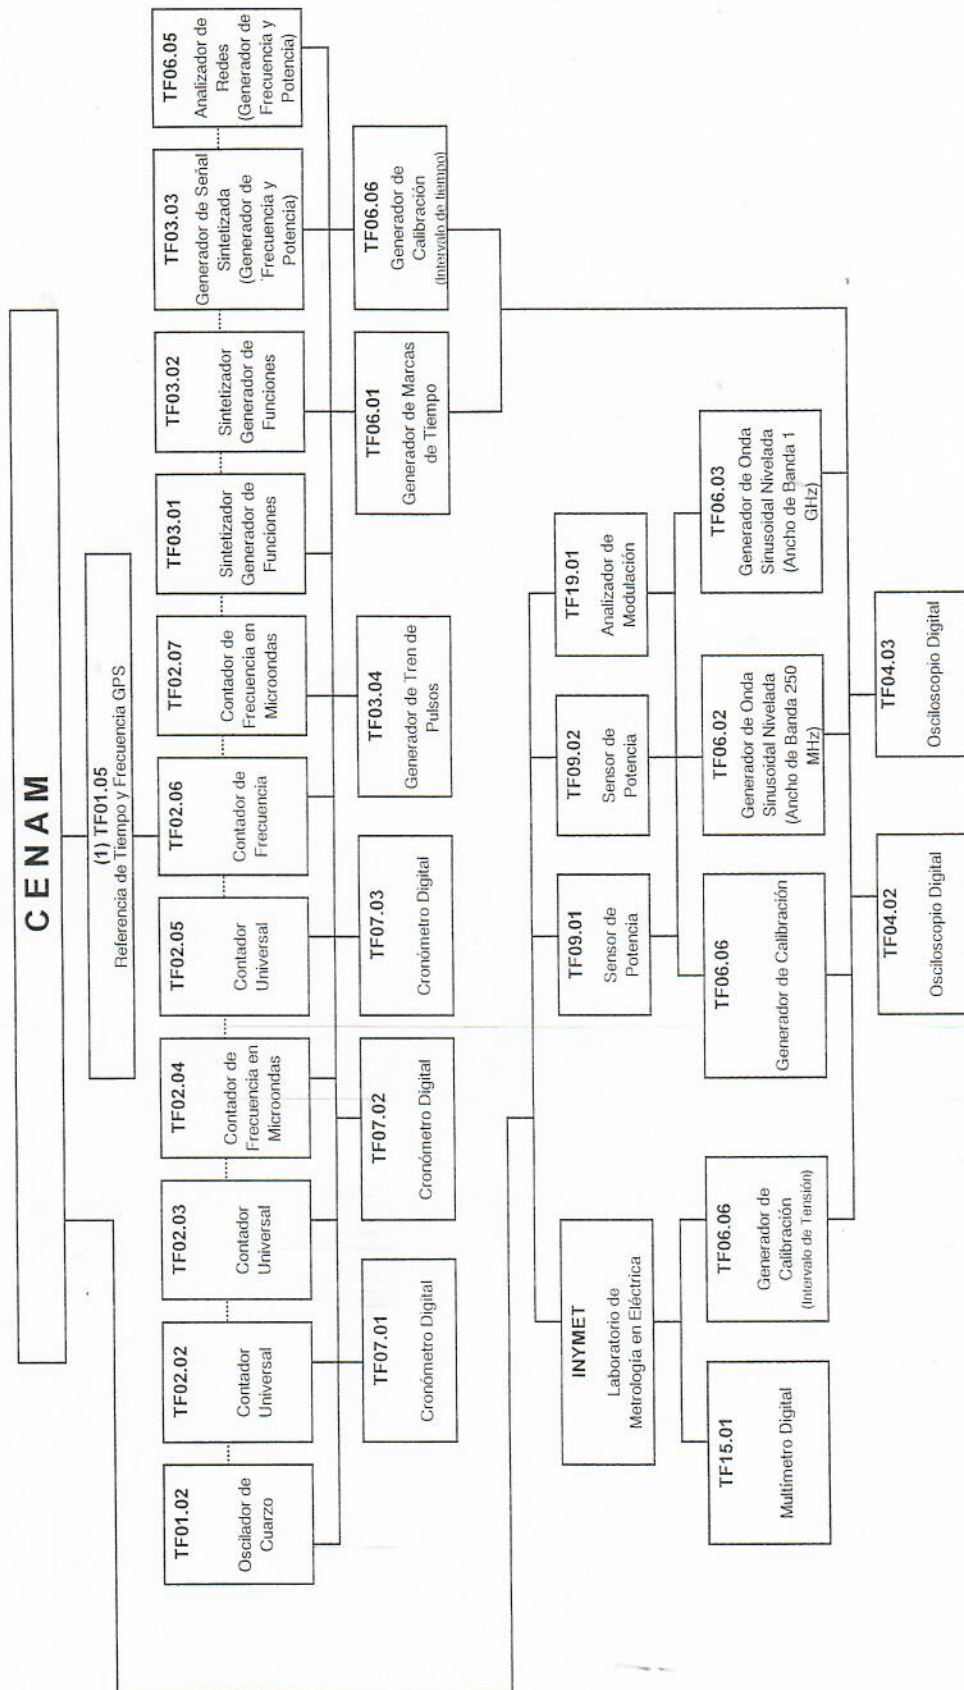 CENAM
(1) TF01.05
Referencia de Tiempo y Frecuencia GPS
TF01.02
Oscilador de
Cuarzo
TF02.02
Contador
Universal
TF02.03
Contador
Universal
TF02.04
Contador de
Frecuencia en
Microondas
TF02.05
Contador
Universal
TF02.06
Contador de
Frecuencia
TF02.07
Contador de
Frecuencia en
Microondas
TF03.01
Sintetizador
Generador de
Funciones
TF03.02
Sintetizador
Generador de
Funciones
TF03.03
Generador de Señal
Sintetizada
(Generador de
Frecuencia y
Potencia)
TF06.05
Analizador de
Redes
(Generador de
Frecuencia y
Potencia)
TF07.01
Cronómetro Digital
TF07.02
Cronómetro Digital
TF07.03
Cronómetro Digital
TF03.04
Generador de Tren de
Pulsos
TF06.01
Generador de Marcas
de Tiempo
TF06.06
Generador de
Calibración
(Intervalo de tiempo)
INYMET
Laboratorio de
Metrología en Eléctrica
TF09.01
Sensor de
Potencia
TF09.02
Sensor de
Potencia
TF19.01
Analizador de
Modulación
TF15.01
Multímetro Digital
TF06.06
Generador de
Calibración
(Intervalo de Tensión)
TF06.06
Generador de Calibración
TF06.02
Generador de Onda
Sinusoidal Nivelada
(Ancho de Banda 250
MHz)
TF06.03
Generador de Onda
Sinusoidal Nivelada
(Ancho de Banda 1
GHz)
TF04.02
Osciloscopio Digital
TF04.03
Osciloscopio Digital